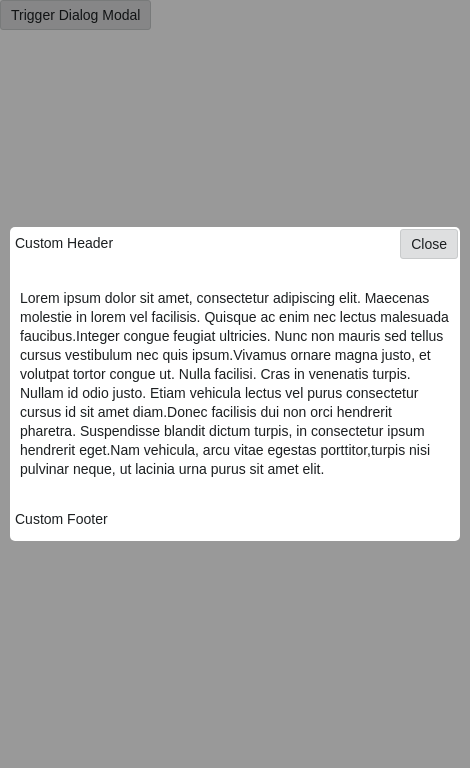 Trigger Dialog Modal
Custom Header
Close
Lorem ipsum dolor sit amet, consectetur adipiscing elit. Maecenas
molestie in lorem vel facilisis. Quisque ac enim nec lectus malesuada
faucibus.Integer congue feugiat ultricies. Nunc non mauris sed tellus
cursus vestibulum nec quis ipsum.Vivamus ornare magna justo, et
volutpat tortor congue ut. Nulla facilisi. Cras in venenatis turpis.
Nullam id odio justo. Etiam vehicula lectus vel purus consectetur
cursus id sit amet diam.Donec facilisis dui non orci hendrerit
pharetra. Suspendisse blandit dictum turpis, in consectetur ipsum
hendrerit eget.Nam vehicula, arcu vitae egestas porttitor,turpis nisi
pulvinar neque, ut lacinia urna purus sit amet elit.
Custom Footer